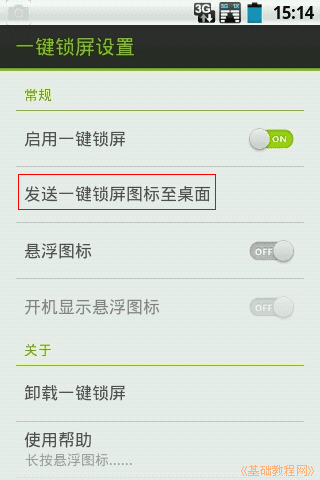 3G 3G 1X 15:14
一键锁屏设置
常规
启用一键锁屏 ON
发送一键锁屏图标至桌面
悬浮图标 OFF
开机显示悬浮图标 OFF
关于
卸载一键锁屏
使用帮助
长按悬浮图标......
《基础教程网》